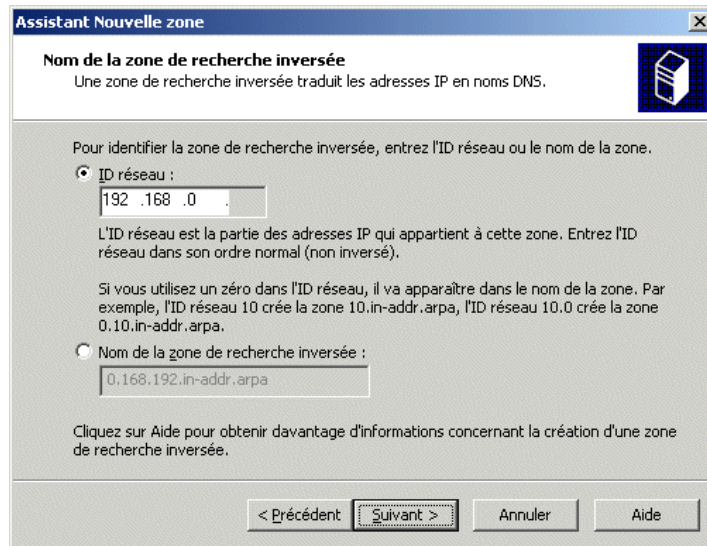 Assistant Nouvelle zone
Nom de la zone de recherche inversée
Une zone de recherche inversée traduit les adresses IP en noms DNS.
Pour identifier la zone de recherche inversée, entrez l'ID réseau ou le nom de la zone.
ID réseau :
192 .168 .0 .
L'ID réseau est la partie des adresses IP qui appartient à cette zone. Entrez l'ID
réseau dans son ordre normal (non inversé).
Si vous utilisez un zéro dans l'ID réseau, il va apparaître dans le nom de la zone. Par
exemple, l'ID réseau 10 crée la zone 10.in-addr.arpa, l'ID réseau 10.0 crée la zone
0.10.in-addr.arpa.
Nom de la zone de recherche inversée :
0.168.192.in-addr.arpa
Cliquez sur Aide pour obtenir davantage d'informations concernant la création d'une zone
de recherche inversée.
< Précédent Suivant > Annuler Aide